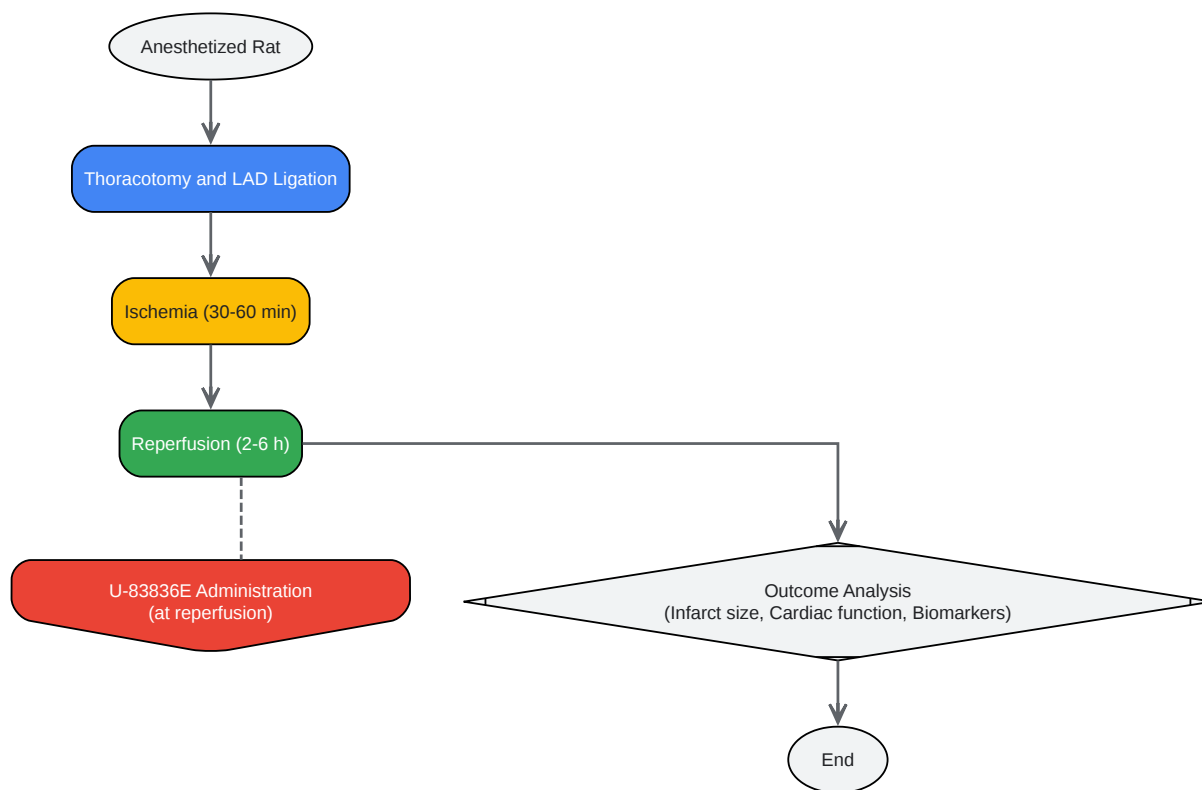 Anesthetized Rat
Thoracotomy and LAD Ligation
Ischemia (30-60 min)
Reperfusion (2-6 h)
U-83836E Administration
(at reperfusion)
Outcome Analysis
(Infarct size, Cardiac function, Biomarkers)
End